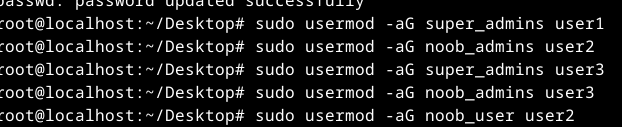 passwd: password updated successfully
root@localhost:~/Desktop# sudo usermod -aG super_admins user1
root@localhost:~/Desktop# sudo usermod -aG noob_admins user2
root@localhost:~/Desktop# sudo usermod -aG super_admins user3
root@localhost:~/Desktop# sudo usermod -aG noob_admins user3
root@localhost:~/Desktop# sudo usermod -aG noob_user user2